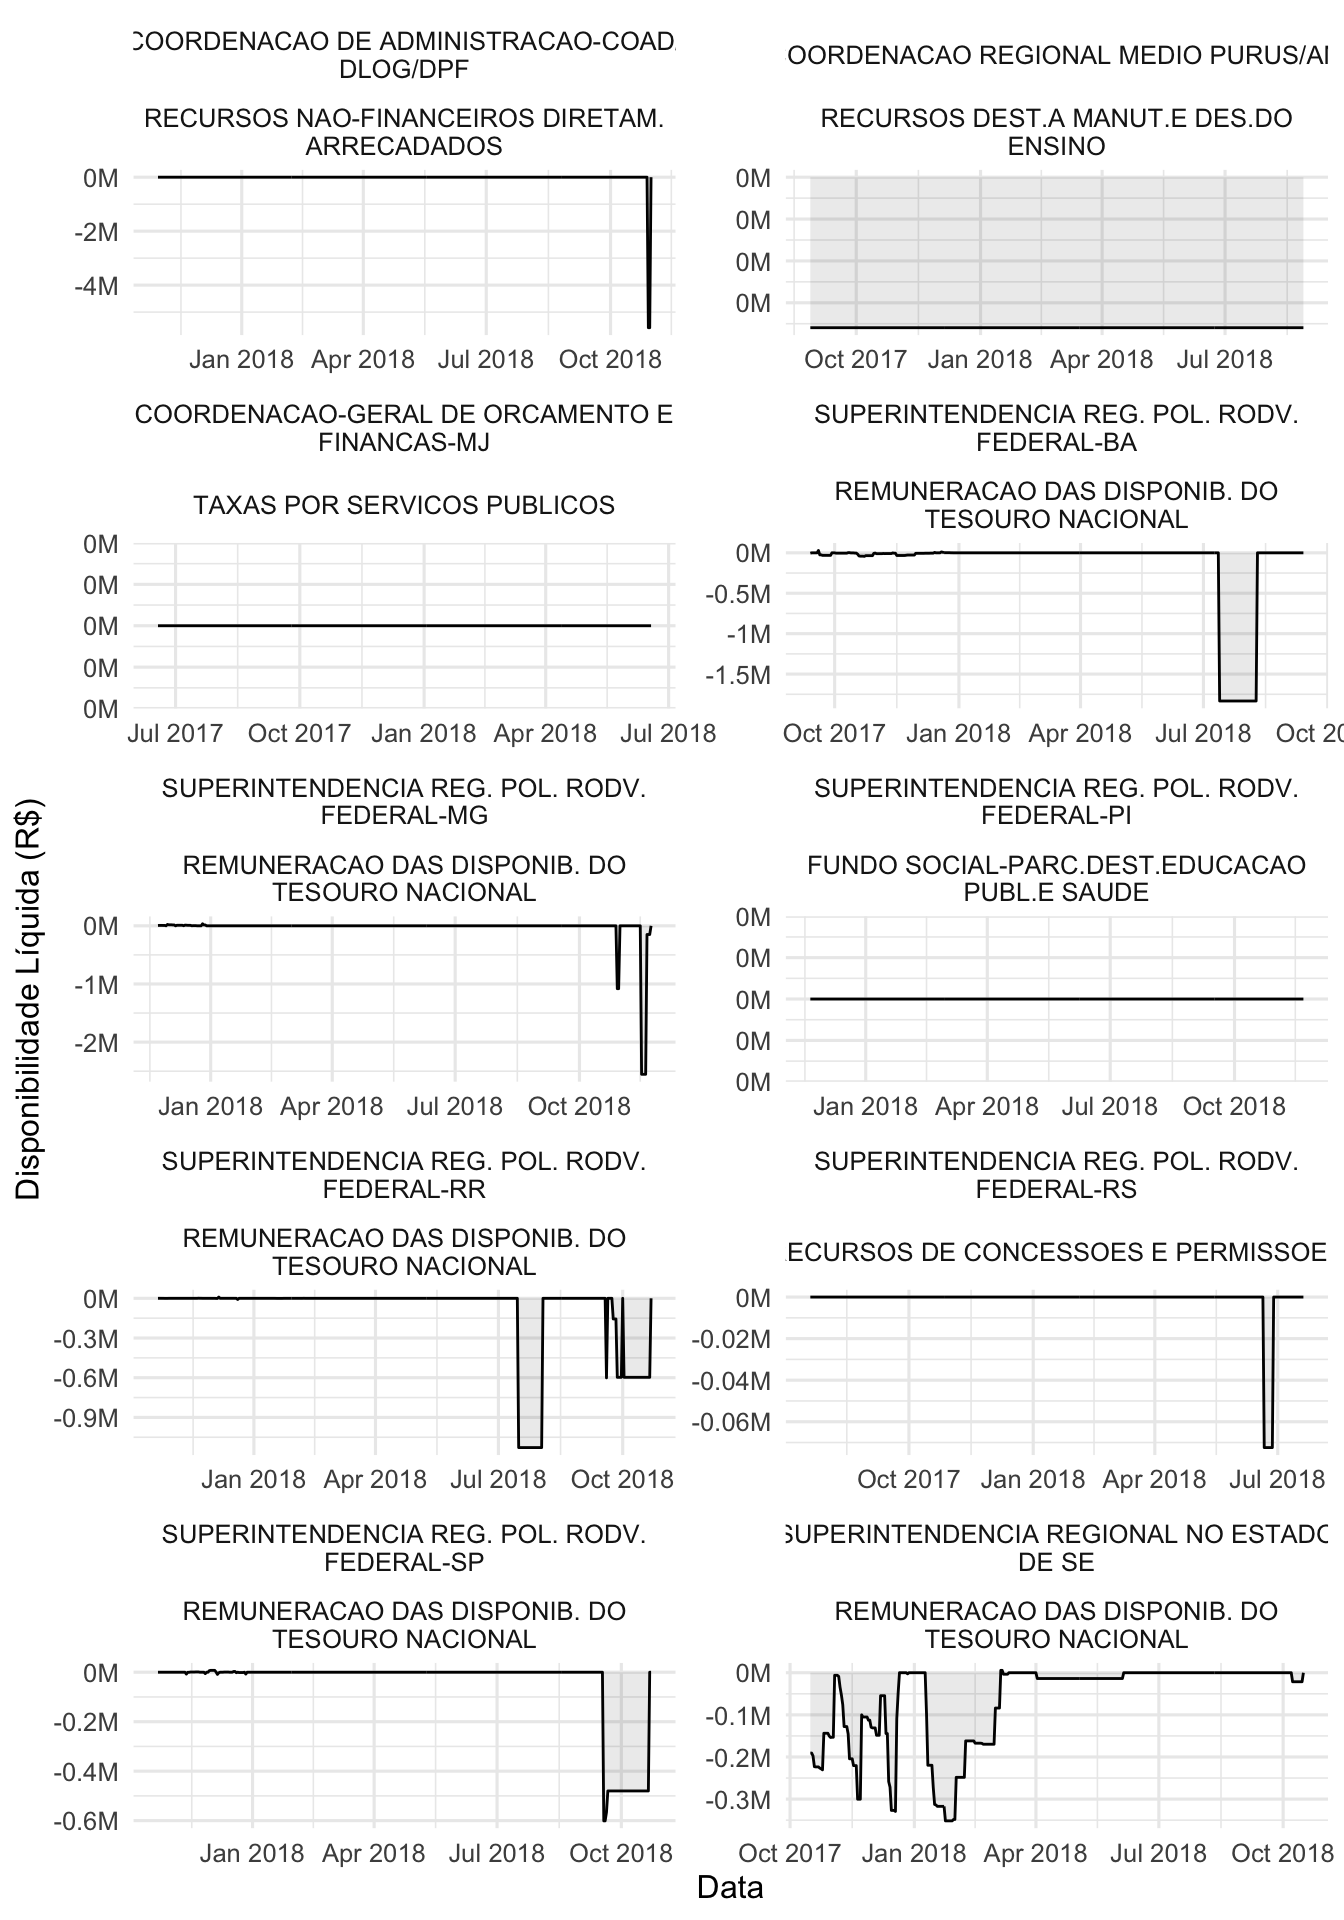 COORDENACAO DE ADMINISTRACAO-COAD/
DLOG/DPF
RECURSOS NAO-FINANCEIROS DIRETAM.
ARRECADADOS
0M
-2M
-4M
Jan 2018 Apr 2018 Jul 2018 Oct 2018
OORDENACAO REGIONAL MEDIO PURUS/AM
RECURSOS DEST.A MANUT.E DES.DO
ENSINO
0M
0M
0M
0M
Oct 2017 Jan 2018 Apr 2018 Jul 2018
COORDENACAO-GERAL DE ORCAMENTO E
FINANCAS-MJ
TAXAS POR SERVICOS PUBLICOS
0M
0M
0M
0M
0M
Jul 2017 Oct 2017 Jan 2018 Apr 2018 Jul 2018
SUPERINTENDENCIA REG. POL. RODV.
FEDERAL-BA
REMUNERACAO DAS DISPONIB. DO
TESOURO NACIONAL
0M
-0.5M
-1M
-1.5M
Oct 2017 Jan 2018 Apr 2018 Jul 2018 Oct 20
SUPERINTENDENCIA REG. POL. RODV.
FEDERAL-MG
REMUNERACAO DAS DISPONIB. DO
TESOURO NACIONAL
0M
-1M
-2M
Jan 2018 Apr 2018 Jul 2018 Oct 2018
SUPERINTENDENCIA REG. POL. RODV.
FEDERAL-PI
FUNDO SOCIAL-PARC.DEST.EDUCACAO
PUBL.E SAUDE
0M
0M
0M
0M
0M
Jan 2018 Apr 2018 Jul 2018 Oct 2018
SUPERINTENDENCIA REG. POL. RODV.
FEDERAL-RR
REMUNERACAO DAS DISPONIB. DO
TESOURO NACIONAL
0M
-0.3M
-0.6M
-0.9M
Jan 2018 Apr 2018 Jul 2018 Oct 2018
SUPERINTENDENCIA REG. POL. RODV.
FEDERAL-RS
ECURSOS DE CONCESSOES E PERMISSOE
0M
-0.02M
-0.04M
-0.06M
Oct 2017 Jan 2018 Apr 2018 Jul 2018
SUPERINTENDENCIA REG. POL. RODV.
FEDERAL-SP
REMUNERACAO DAS DISPONIB. DO
TESOURO NACIONAL
0M
-0.2M
-0.4M
-0.6M
Jan 2018 Apr 2018 Jul 2018 Oct 2018
SUPERINTENDENCIA REGIONAL NO ESTADO
DE SE
REMUNERACAO DAS DISPONIB. DO
TESOURO NACIONAL
0M
-0.1M
-0.2M
-0.3M
Oct 2017 Jan 2018 Apr 2018 Jul 2018 Oct 2018
Disponibilidade Líquida (R$)
Data